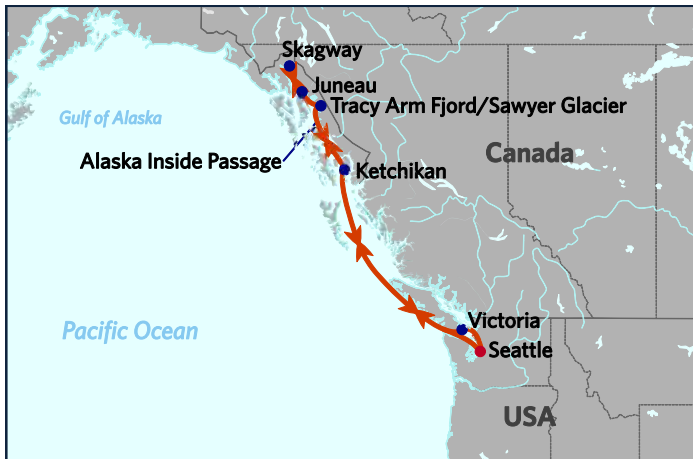 Skagway
Juneau
Tracy Arm Fjord/Sawyer Glacier
Gulf of Alaska
Alaska Inside Passage
Canada
Ketchikan
Pacific Ocean
Victoria
Seattle
USA